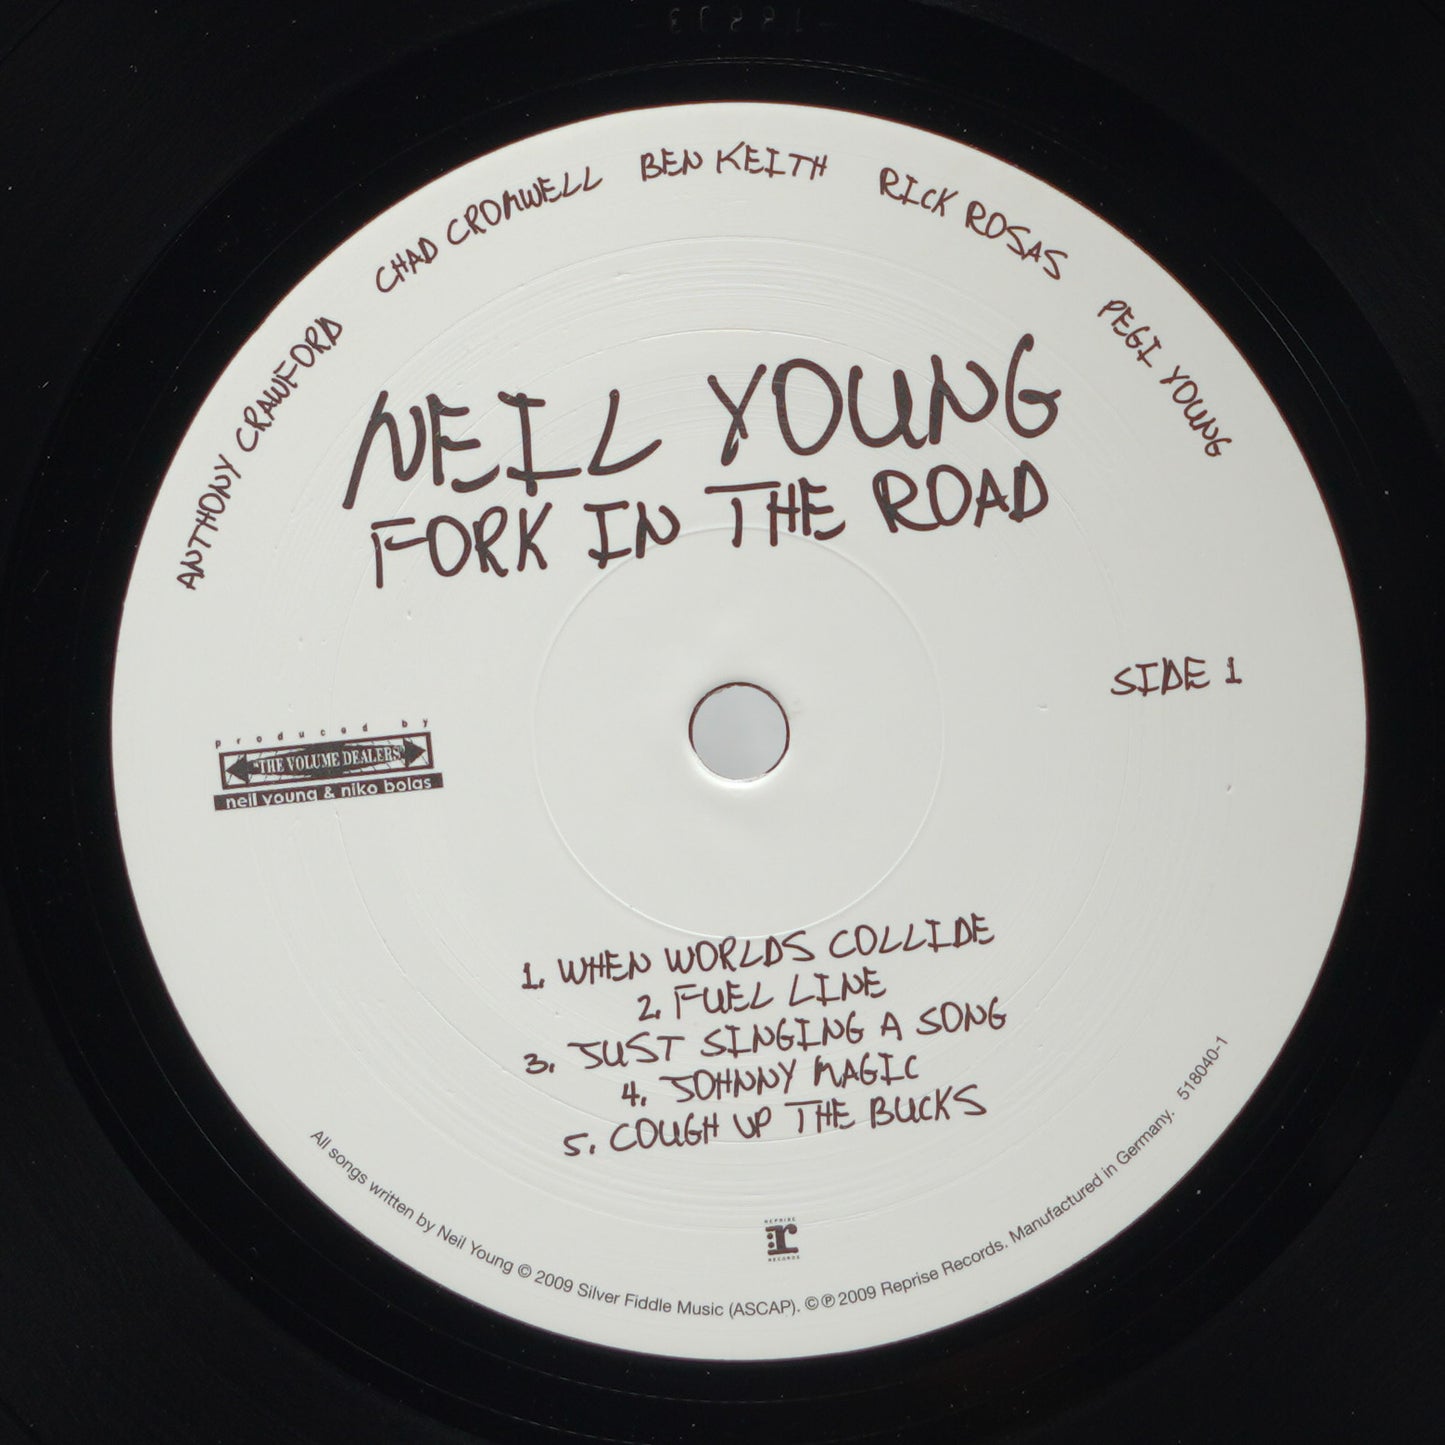 ANTHONY CRAWFORD CHAD CROMWELL BEN KEITH RICK ROSAS PEGI YOUNG
NEIL YOUNG
FORK IN THE ROAD
SIDE 1
produced by
"THE VOLUME DEALERS"
neil young & niko bolas
1. WHEN WORLDS COLLIDE
2. FUEL LINE
3. JUST SINGING A SONG
4. JOHNNY MAGIC
5. COUGH UP THE BUCKS
REPRISE
r
RECORDS
All songs written by Neil Young © 2009 Silver Fiddle Music (ASCAP). © ℗ 2009 Reprise Records. Manufactured in Germany. 518040-1